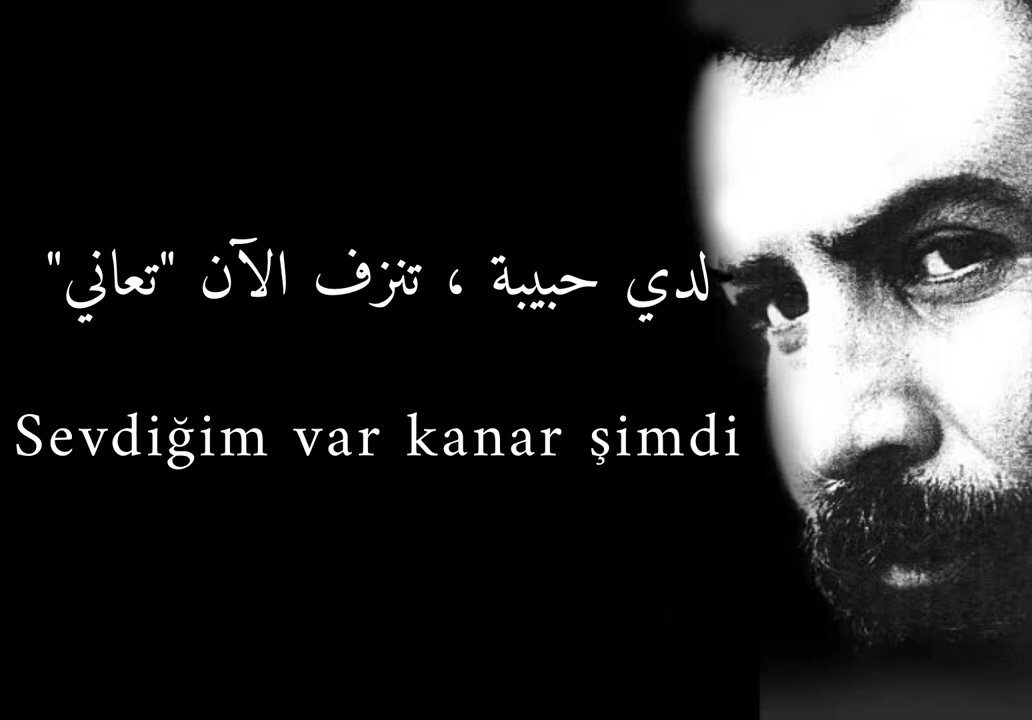 لدي حبيبة ، تنزف الآن "تعاني"
Sevdiğim var kanar şimdi